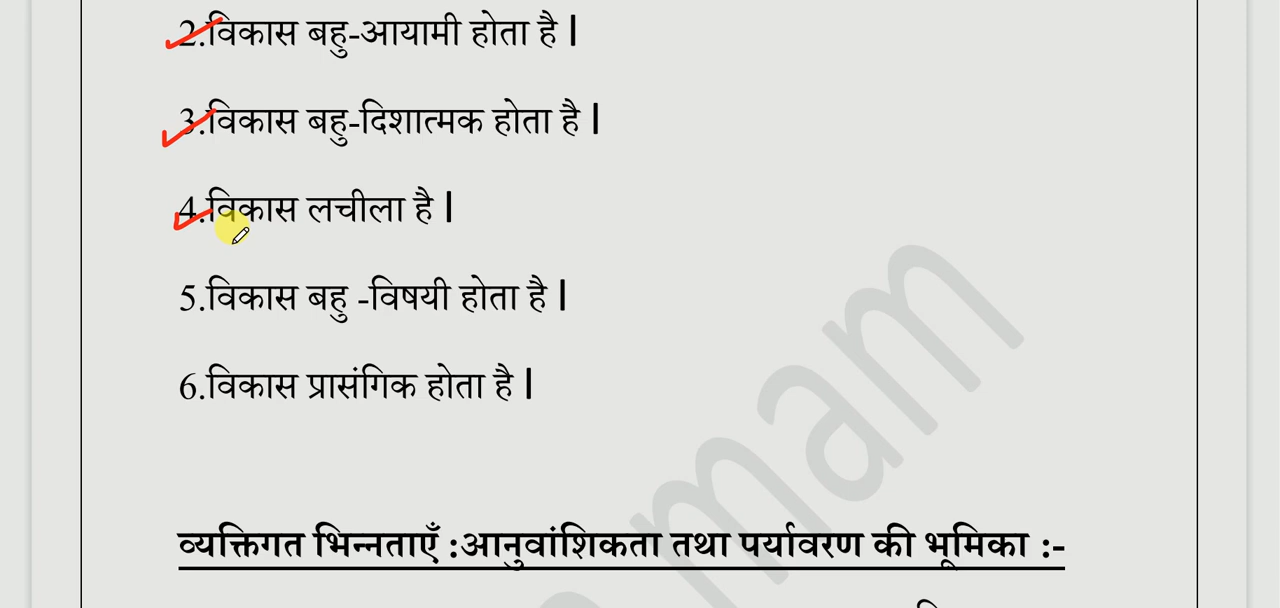 2.विकास बहु-आयामी होता है l
3.विकास बहु-दिशात्मक होता है l
4.विकास लचीला है l
5.विकास बहु -विषयी होता है l
6.विकास प्रासंगिक होता है l
व्यक्तिगत भिन्नताएँ :आनुवांशिकता तथा पर्यावरण की भूमिका :-
mam